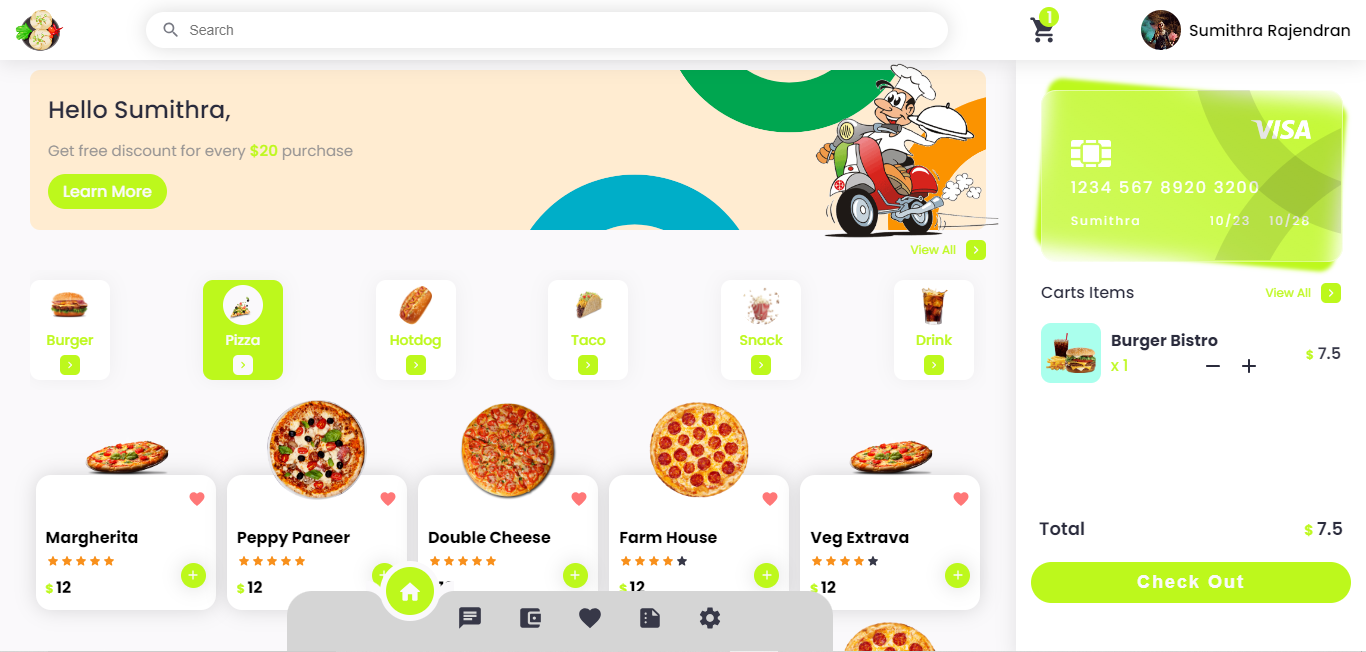 Search
1
Sumithra Rajendran
Hello Sumithra,
Get free discount for every $20 purchase
Learn More
View All
Burger
Pizza
Hotdog
Taco
Snack
Drink
Margherita
$ 12
Peppy Paneer
$ 12
Double Cheese
Farm House
$ 12
Veg Extrava
$ 12
VISA
1234 567 8920 3200
Sumithra 10/23 10/28
Carts Items View All
Burger Bistro
x 1
$ 7.5
Total $ 7.5
Check Out